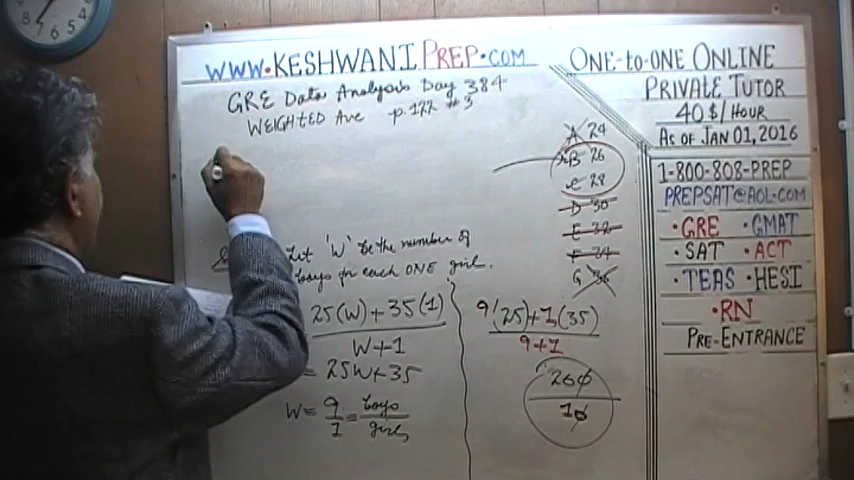 WWW.KESHWANIPREP.COM
GRE Data Analysis Day 384
WEIGHTED Ave p.122 #3
A 24
B 26
C 28
D 30
E 32
F 34
G 36
Let 'W' be the number of
boys for each ONE girl.
25(W)+35(1)
W+1
= 25W+35
W= 9/1 = boys/girls
9(25)+1(35)
9+1
260
10
ONE-TO-ONE ONLINE
PRIVATE TUTOR
40 $/HOUR
AS OF JAN 01, 2016
1-800-808-PREP
PREPSAT@AOL.COM
•GRE •GMAT
•SAT •ACT
•TEAS •HESI
•RN
PRE-ENTRANCE